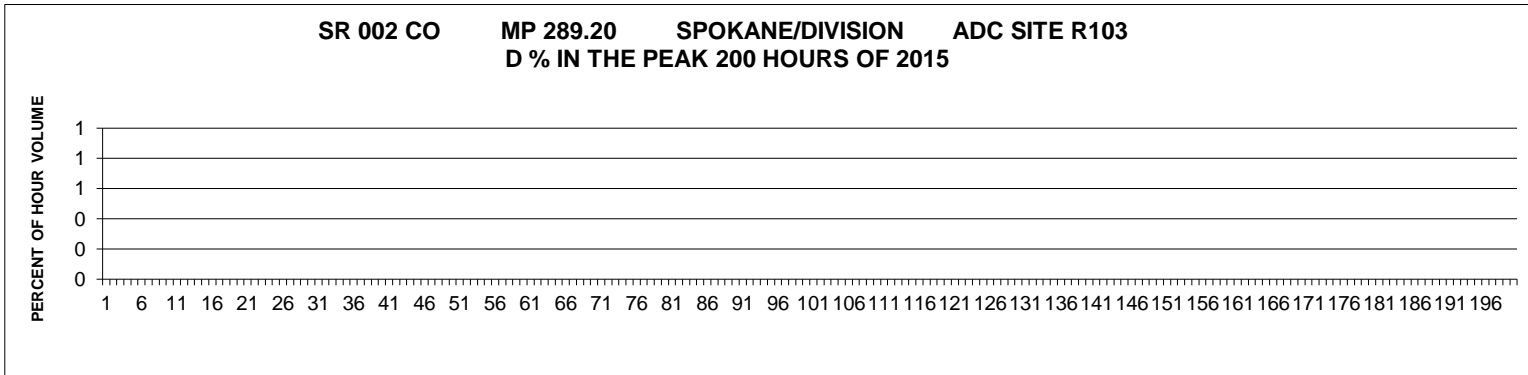 SR 002 CO MP 289.20 SPOKANE/DIVISION ADC SITE R103
D % IN THE PEAK 200 HOURS OF 2015
PERCENT OF HOUR VOLUME
1
1
1
0
0
0
1 6 11 16 21 26 31 36 41 46 51 56 61 66 71 76 81 86 91 96 101 106 111 116 121 126 131 136 141 146 151 156 161 166 171 176 181 186 191 196